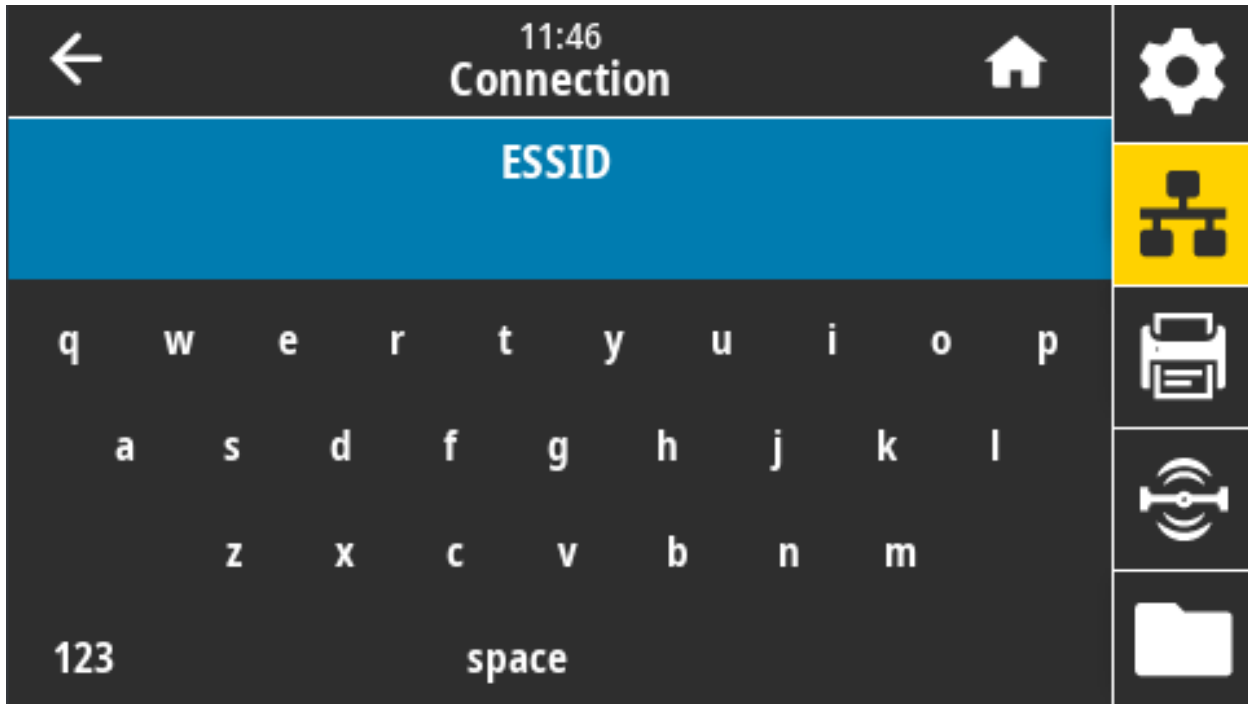 11:46
Connection
ESSID
q w e r t y u i o p
a s d f g h j k l
z x c v b n m
123 space